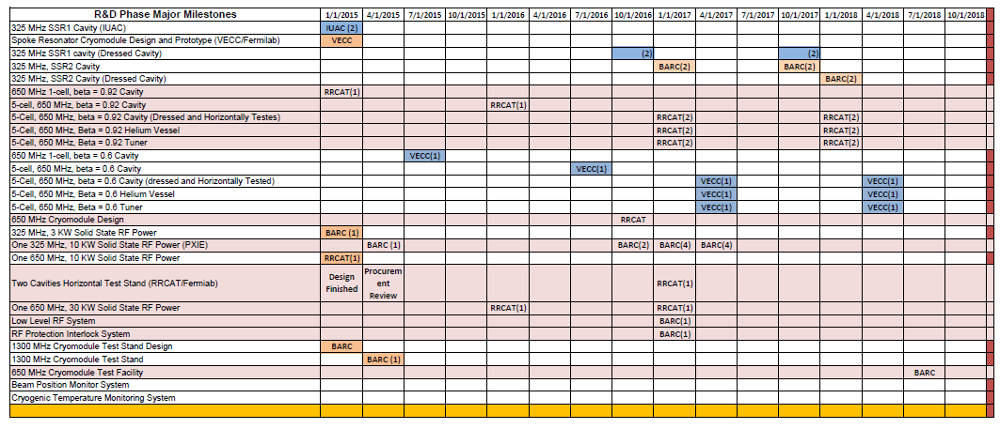 R&D Phase Major Milestones 1/1/2015 4/1/2015 7/1/2015 10/1/2015 1/1/2016 4/1/2016 7/1/2016 10/1/2016 1/1/2017 4/1/2017 7/1/2017 10/1/2017 1/1/2018 4/1/2018 7/1/2018 10/1/2018
325 MHz SSR1 Cavity (IUAC) IUAC (2)
Spoke Resonator Cryomodule Design and Prototype (VECC/Fermilab) VECC
325 MHz SSR1 cavity (Dressed Cavity) (2) (2)
325 MHz, SSR2 Cavity BARC(2) BARC(2)
325 MHz, SSR2 Cavity (Dressed Cavity) BARC(2)
650 MHz 1-cell, beta = 0.92 Cavity RRCAT(1)
5-cell, 650 MHz, beta = 0.92 Cavity RRCAT(1)
5-Cell, 650 MHz, beta = 0.92 Cavity (Dressed and Horizontally Testes) RRCAT(2) RRCAT(2)
5-Cell, 650 MHz, Beta = 0.92 Helium Vessel RRCAT(2) RRCAT(2)
5-Cell, 650 MHz, Beta = 0.92 Tuner RRCAT(2) RRCAT(2)
650 MHz 1-cell, beta = 0.6 Cavity VECC(1)
5-cell, 650 MHz, beta = 0.6 Cavity VECC(1)
5-Cell, 650 MHz, beta = 0.6 Cavity (dressed and Horizontally Tested) VECC(1) VECC(1)
5-Cell, 650 MHz, Beta = 0.6 Helium Vessel VECC(1) VECC(1)
5-Cell, 650 MHz, Beta = 0.6 Tuner VECC(1) VECC(1)
650 MHz Cryomodule Design RRCAT
325 MHz, 3 KW Solid State RF Power BARC (1)
One 325 MHz, 10 KW Solid State RF Power (PXIE) BARC (1) BARC(2) BARC(4) BARC(4)
One 650 MHz, 10 KW Solid State RF Power RRCAT(1)
Two Cavities Horizontal Test Stand (RRCAT/Fermiab) Design Finished Procurem ent Review RRCAT(1)
One 650 MHz, 30 KW Solid State RF Power RRCAT(1) RRCAT(1)
Low Level RF System BARC(1)
RF Protection Interlock System BARC(1)
1300 MHz Cryomodule Test Stand Design BARC
1300 MHz Cryomodule Test Stand BARC (1)
650 MHz Cryomodule Test Facility BARC
Beam Position Monitor System
Cryogenic Temperature Monitoring System